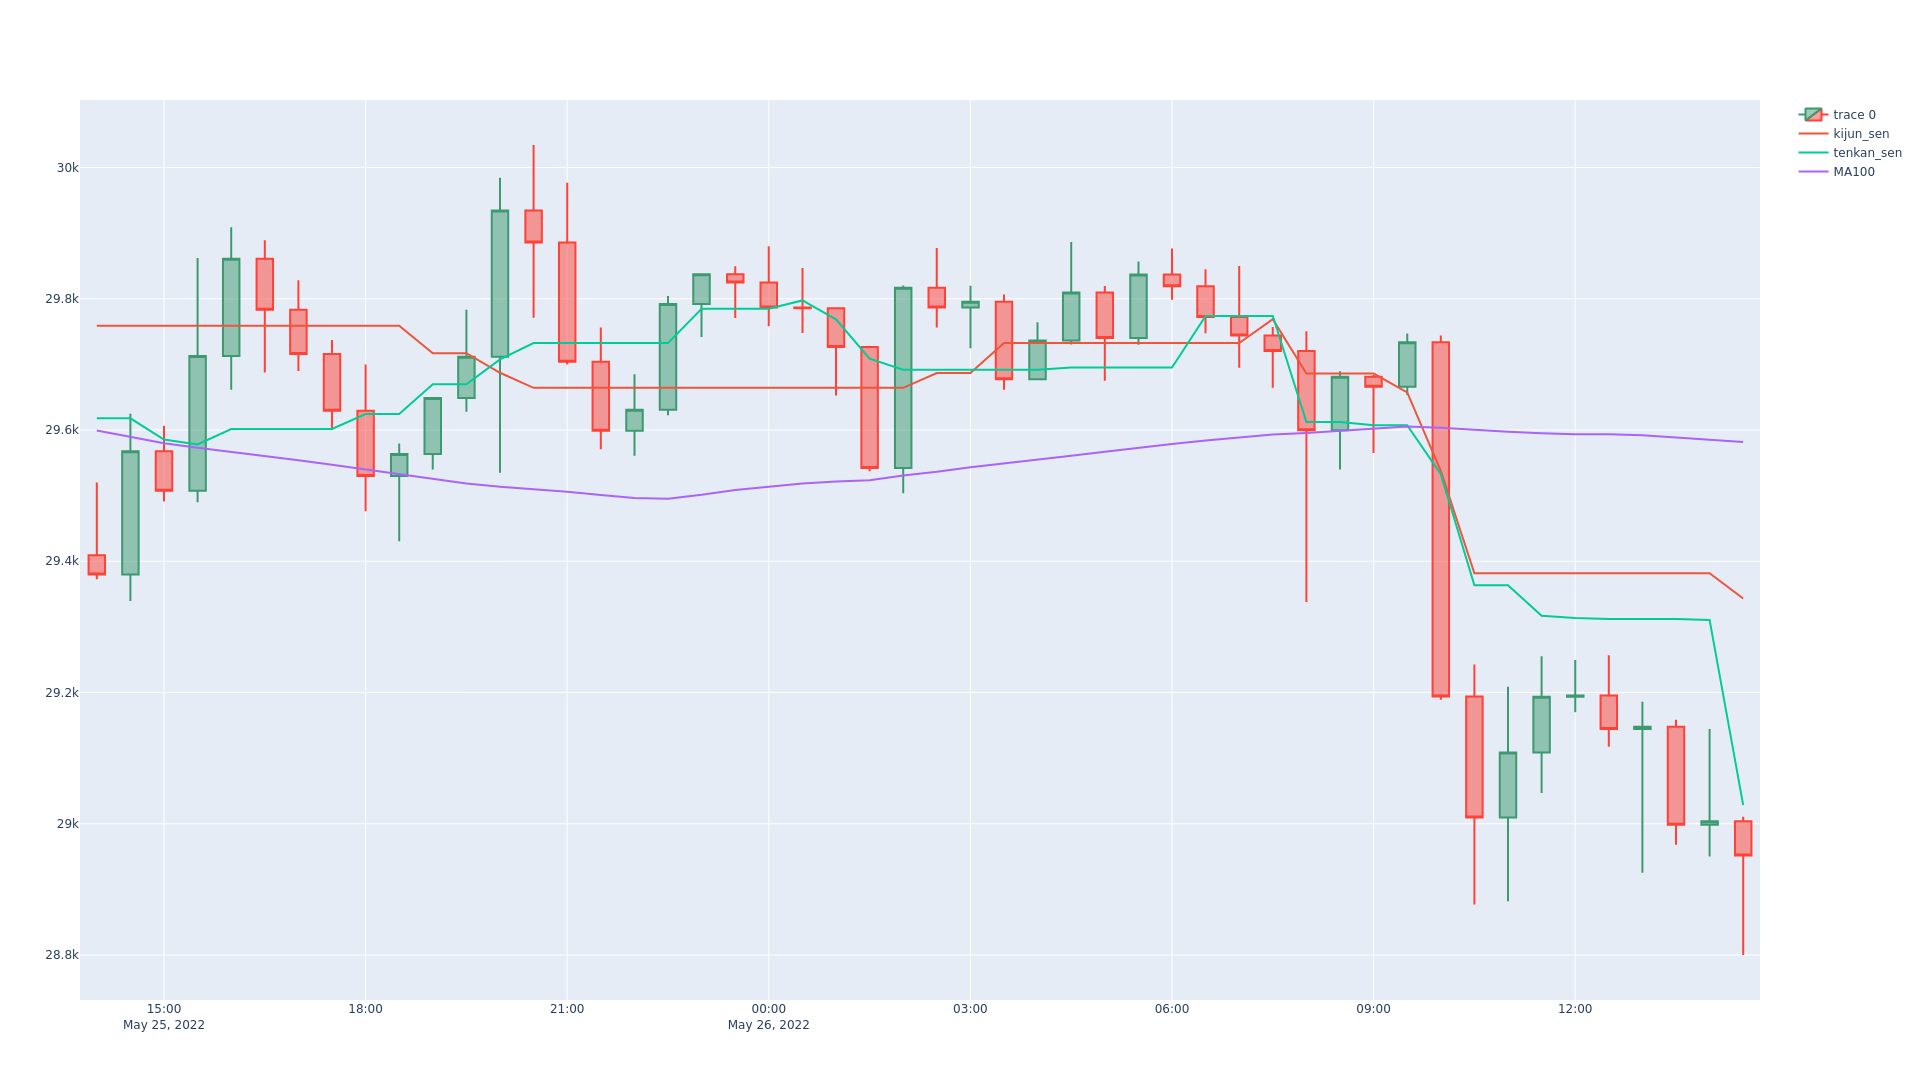 trace 0
kijun_sen
tenkan_sen
MA100
30k
29.8k
29.6k
29.4k
29.2k
29k
28.8k
15:00 18:00 21:00 00:00 03:00 06:00 09:00 12:00
May 25, 2022 May 26, 2022